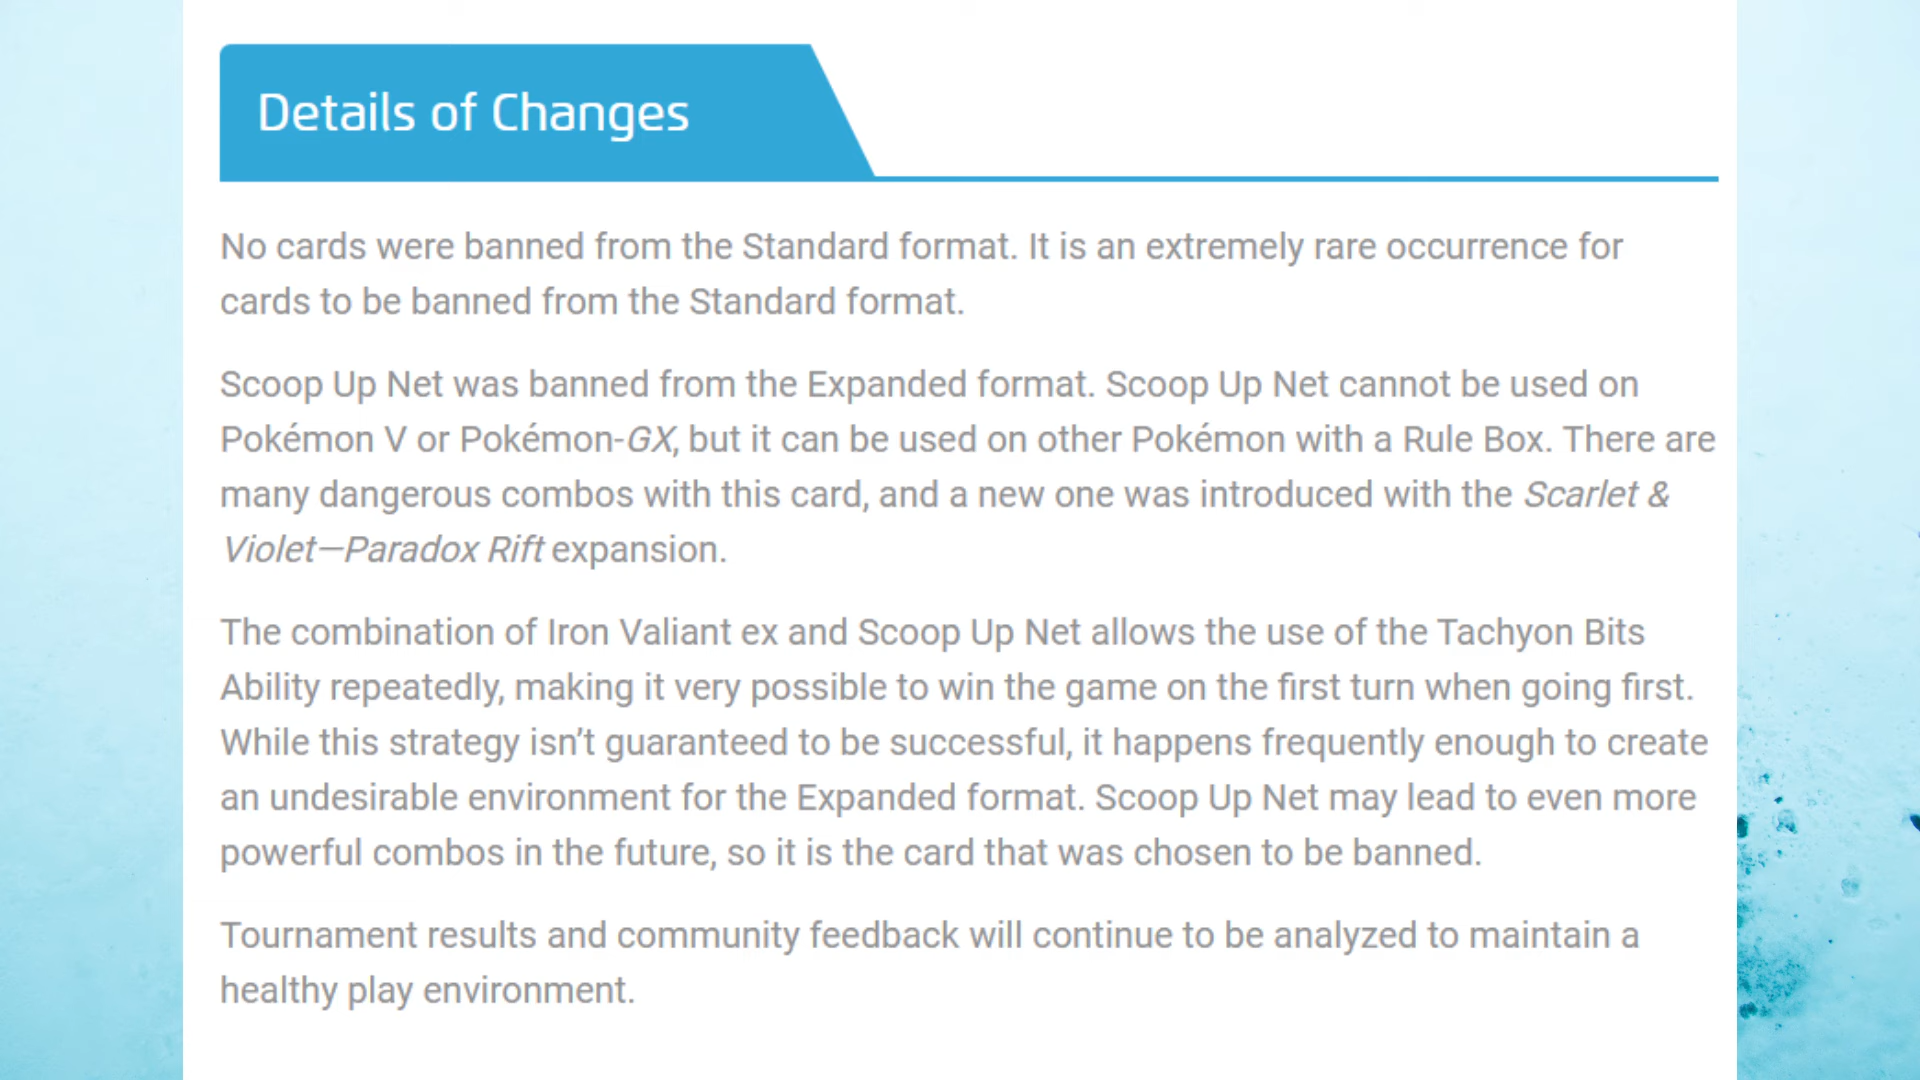 Details of Changes
No cards were banned from the Standard format. It is an extremely rare occurrence for
cards to be banned from the Standard format.
Scoop Up Net was banned from the Expanded format. Scoop Up Net cannot be used on
Pokémon V or Pokémon-GX, but it can be used on other Pokémon with a Rule Box. There are
many dangerous combos with this card, and a new one was introduced with the Scarlet &
Violet—Paradox Rift expansion.
The combination of Iron Valiant ex and Scoop Up Net allows the use of the Tachyon Bits
Ability repeatedly, making it very possible to win the game on the first turn when going first.
While this strategy isn’t guaranteed to be successful, it happens frequently enough to create
an undesirable environment for the Expanded format. Scoop Up Net may lead to even more
powerful combos in the future, so it is the card that was chosen to be banned.
Tournament results and community feedback will continue to be analyzed to maintain a
healthy play environment.